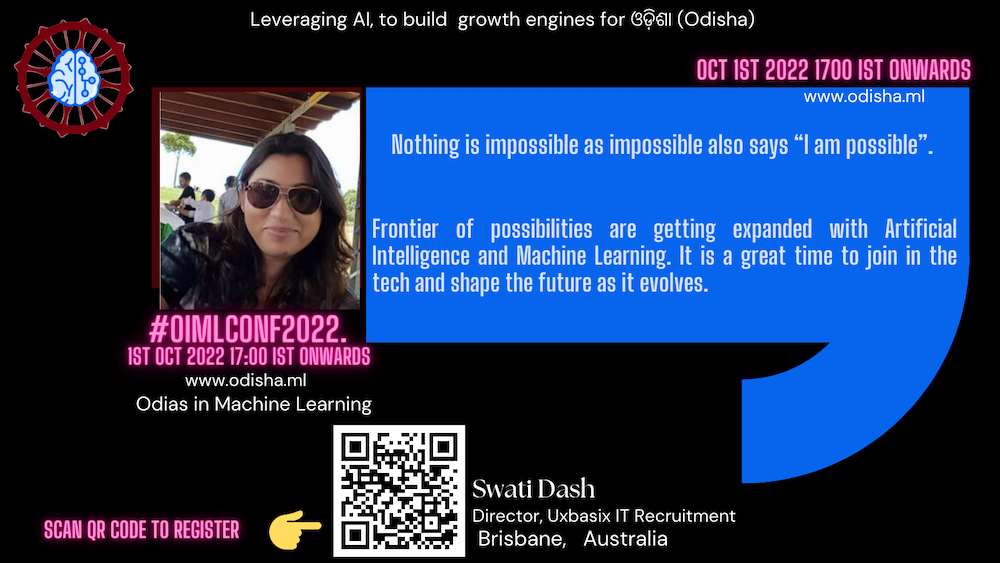 Leveraging AI, to build growth engines for ଓଡ଼ିଶା (Odisha)
OCT 1ST 2022 1700 IST ONWARDS
www.odisha.ml
Nothing is impossible as impossible also says “I am possible”.
Frontier of possibilities are getting expanded with Artificial
Intelligence and Machine Learning. It is a great time to join in the
tech and shape the future as it evolves.
#OIMLCONF2022.
1ST OCT 2022 17:00 IST ONWARDS
www.odisha.ml
Odias in Machine Learning
Swati Dash
Director, Uxbasix IT Recruitment
Brisbane, Australia
SCAN QR CODE TO REGISTER